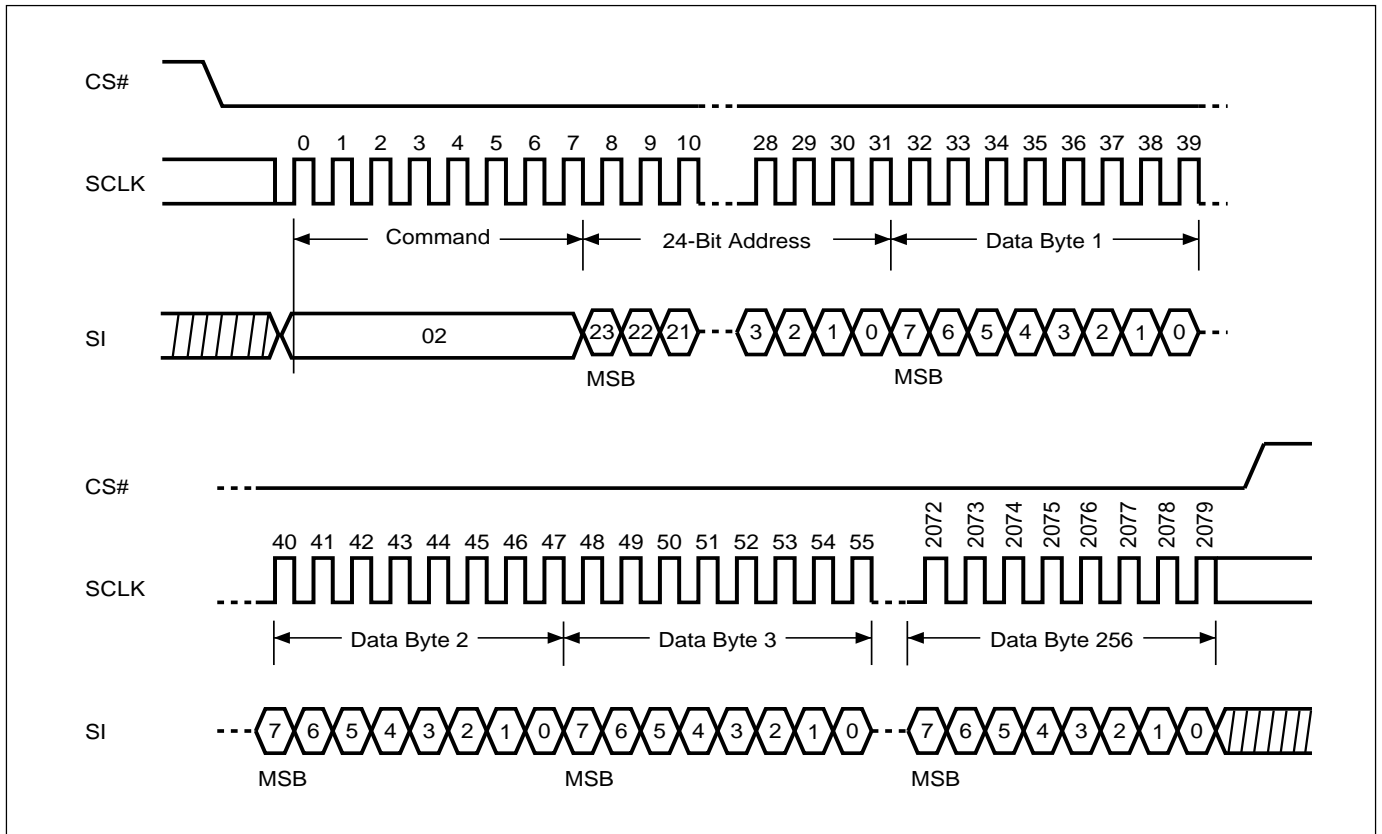 CS#
0 1 2 3 4 5 6 7 8 9 10 28 29 30 31 32 33 34 35 36 37 38 39
SCLK
Command 24-Bit Address Data Byte 1
SI 02 23 22 21 3 2 1 0 7 6 5 4 3 2 1 0
MSB MSB
CS#
2072 2073 2074 2075 2076 2077 2078 2079
40 41 42 43 44 45 46 47 48 49 50 51 52 53 54 55
SCLK
Data Byte 2 Data Byte 3 Data Byte 256
SI 7 6 5 4 3 2 1 0 7 6 5 4 3 2 1 0 7 6 5 4 3 2 1 0
MSB MSB MSB